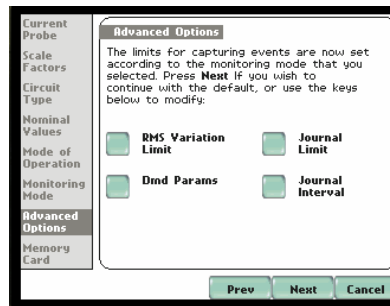 Current
Probe
Scale
Factors
Circuit
Type
Nominal
Values
Mode of
Operation
Monitoring
Mode
Advanced
Options
Memory
Card
Advanced Options
The limits for capturing events are now set
according to the monitoring mode that you
selected. Press Next If you wish to
continue with the default, or use the keys
below to modify:
RMS Variation
Limit
Journal
Limit
Dmd Params
Journal
Interval
Prev Next Cancel